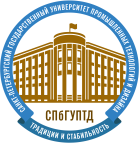 САНКТ-ПЕТЕРБУРГСКИЙ ГОСУДАРСТВЕННЫЙ УНИВЕРСИТЕТ ПРОМЫШЛЕННЫХ ТЕХНОЛОГИЙ И ДИЗАЙНА
СПбГУПТД
ТРАДИЦИИ И СТАБИЛЬНОСТЬ